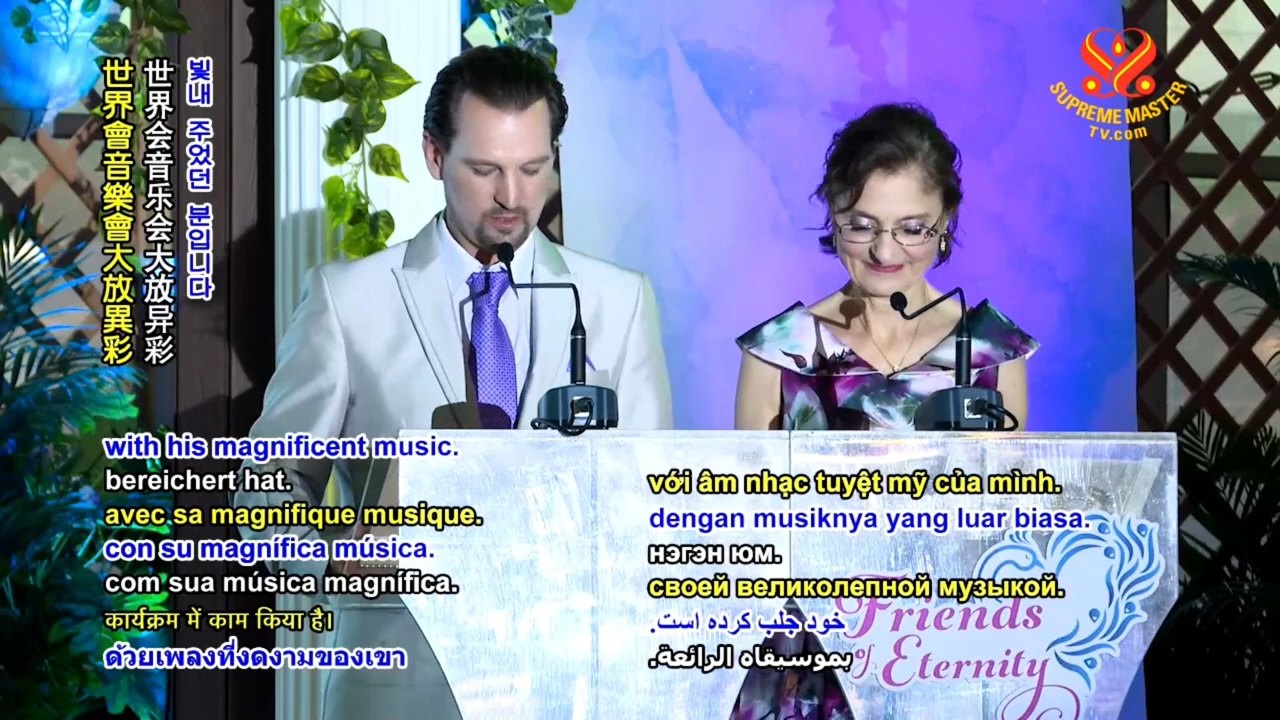 世界會音樂會大放異彩
世界会音乐会大放异彩
빛내 주었던 분입니다
SUPREME MASTER
TV.com
with his magnificent music.
bereichert hat.
avec sa magnifique musique.
con su magnífica música.
com sua música magnífica.
कार्यक्रम में काम किया है।
ด้วยเพลงที่งดงามของเขา
với âm nhạc tuyệt mỹ của mình.
dengan musiknya yang luar biasa.
нэгэн юм.
своей великолепной музыкой.
خود جلب کرده است.
بموسيقاه الرائعة.
Friends
of Eternity